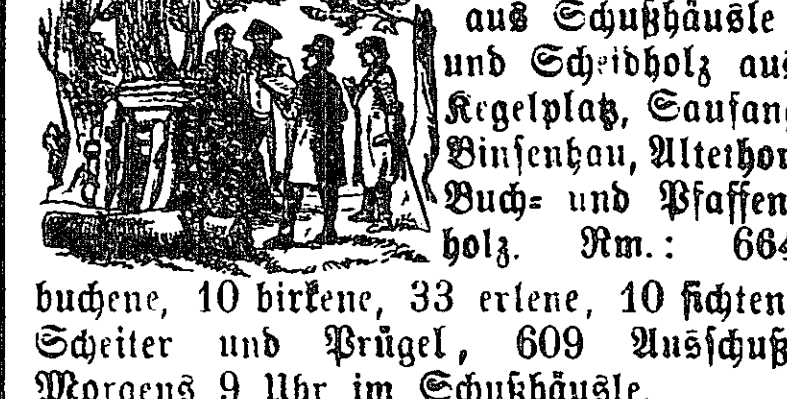 aus Schußhäusle
und Scheidholz aus
Kegelplatz, Saufang
Binsenhau,
Buch- und Pfaffen
holz. Rm.: 664
buchene, 10 birkene, 33 erlene, 10 fichten
Scheiter und Prügel, 609 Ausschuß
Morgens 9 Uhr im Schußhäusle.